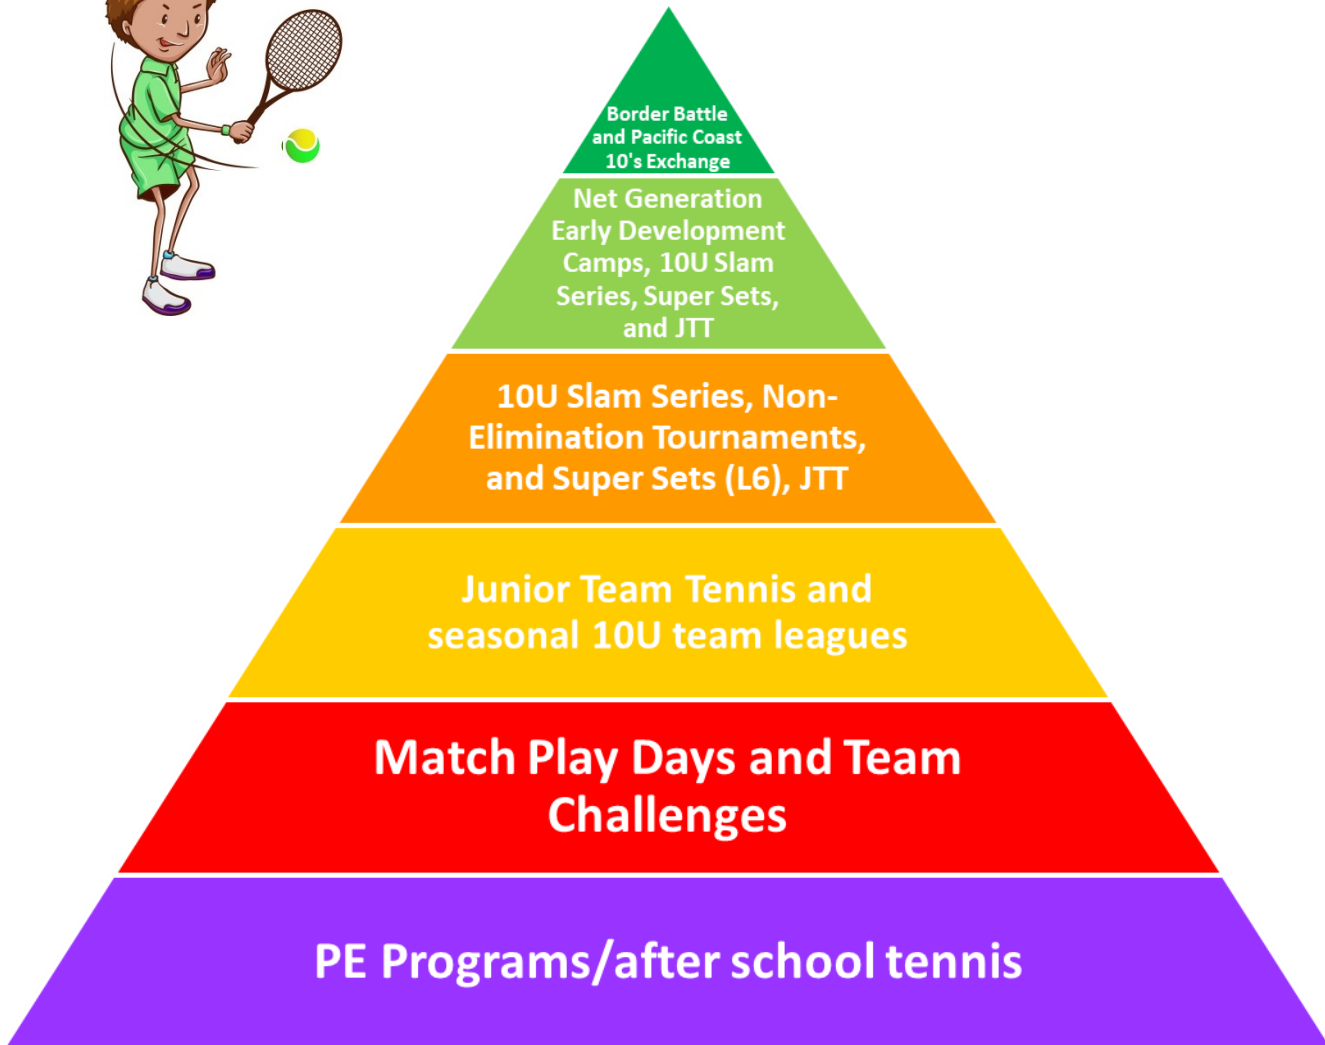 Border Battle
and Pacific Coast
10's Exchange
Net Generation
Early Development
Camps, 10U Slam
Series, Super Sets,
and JTT
10U Slam Series, Non-
Elimination Tournaments,
and Super Sets (L6), JTT
Junior Team Tennis and
seasonal 10U team leagues
Match Play Days and Team
Challenges
PE Programs/after school tennis